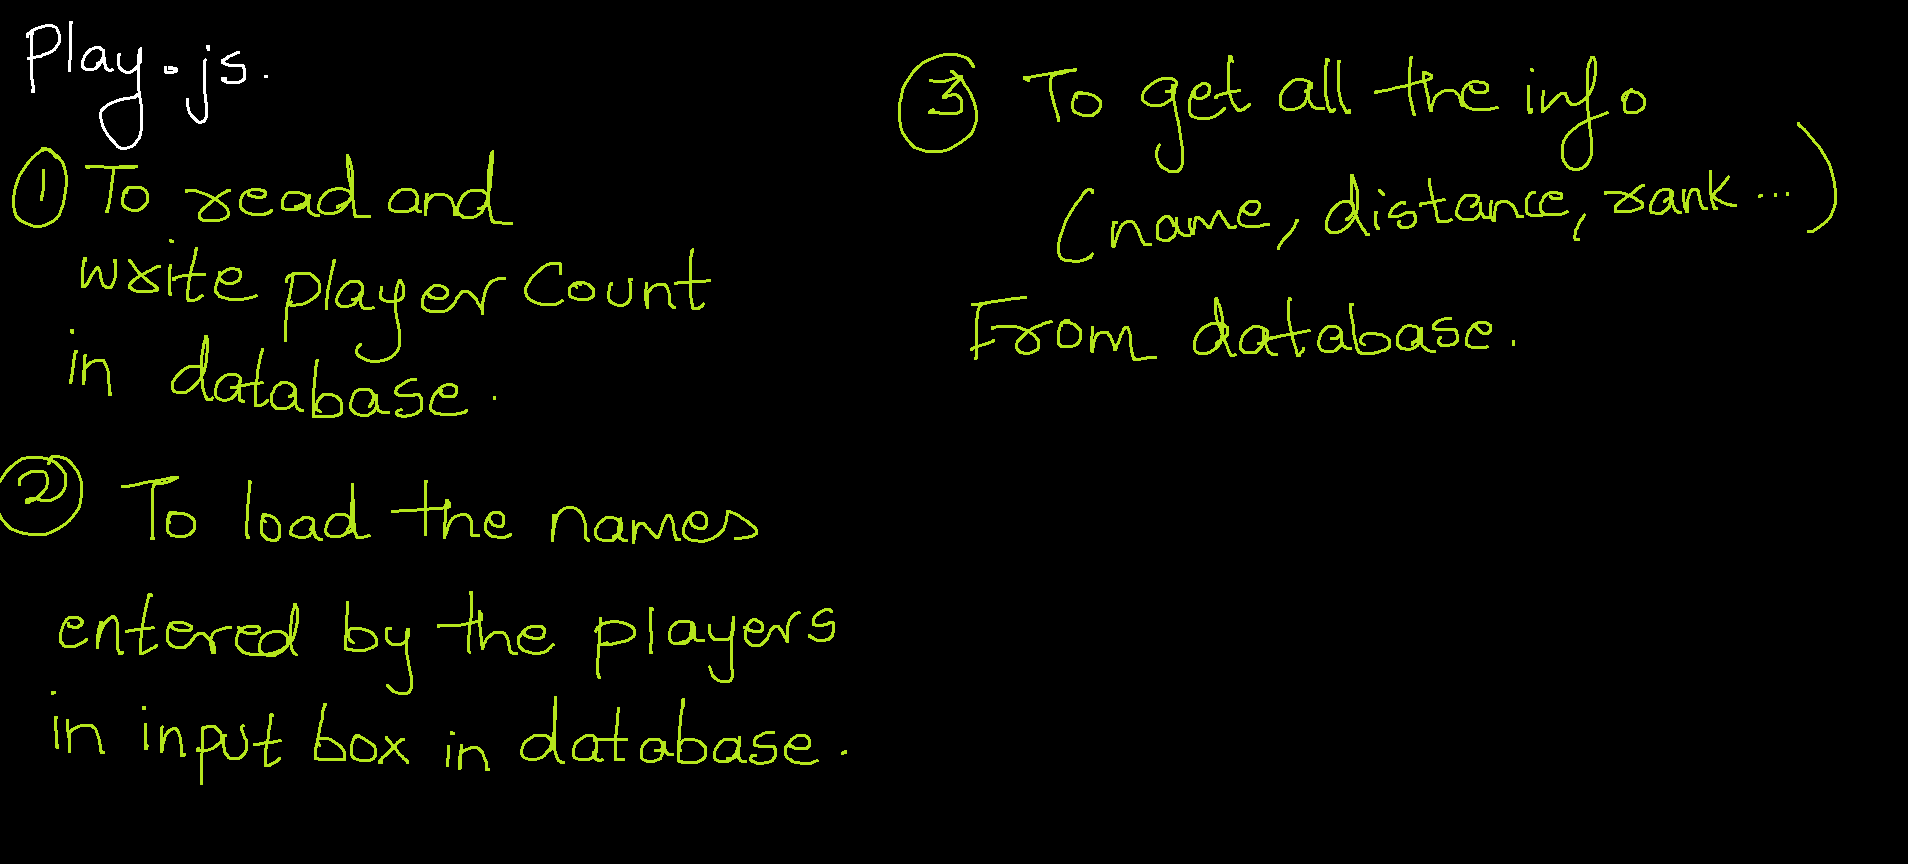 Play.js.
① To read and
write player Count
in database.
② To load the names
entered by the players
in input box in database.
③ To get all the info
(name, distance, rank...)
From database.